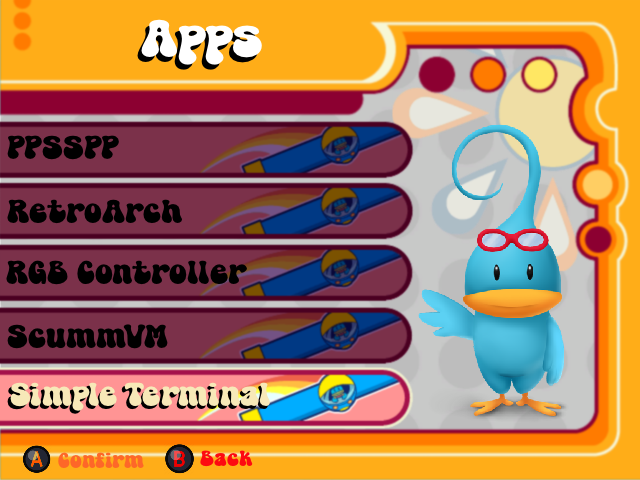 Apps
PPSSPP
RetroArch
RGB Controller
ScummVM
Simple Terminal
A Confirm B Back